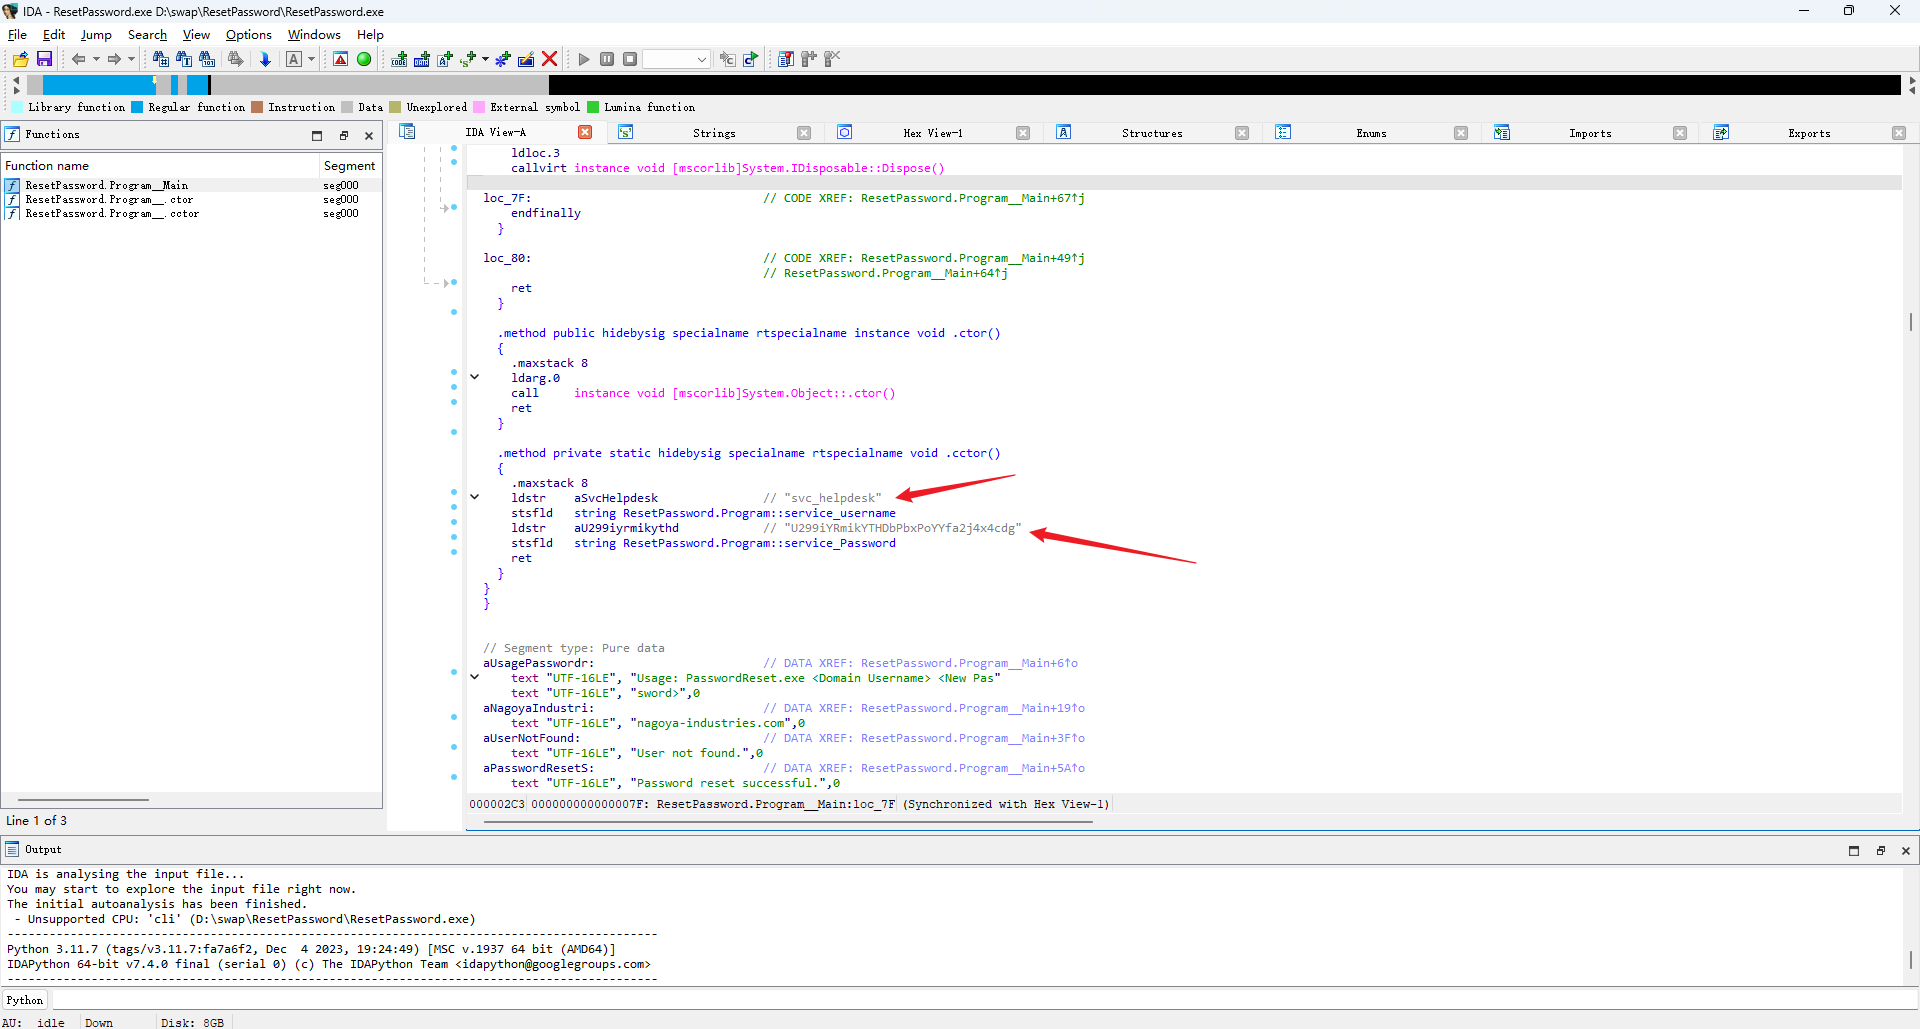 IDA - ResetPassword.exe D:\swap\ResetPassword\ResetPassword.exe
File Edit Jump Search View Options Windows Help
Library function Regular function Instruction Data Unexplored External symbol Lumina function
Functions
Function name Segment
ResetPassword.Program__Main seg000
ResetPassword.Program__.ctor seg000
ResetPassword.Program__.cctor seg000
Line 1 of 3
IDA View-A Strings Hex View-1 Structures Enums Imports Exports
ldloc.3
callvirt instance void [mscorlib]System.IDisposable::Dispose()
loc_7F: // CODE XREF: ResetPassword.Program__Main+67↑j
endfinally
}
loc_80: // CODE XREF: ResetPassword.Program__Main+49↑j
// ResetPassword.Program__Main+64↑j
ret
}
.method public hidebysig specialname rtspecialname instance void .ctor()
{
.maxstack 8
ldarg.0
call instance void [mscorlib]System.Object::.ctor()
ret
}
.method private static hidebysig specialname rtspecialname void .cctor()
{
.maxstack 8
ldstr aSvcHelpdesk // "svc_helpdesk"
stsfld string ResetPassword.Program::service_username
ldstr aU299iyrmikythd // "U299iYRmikYTHDbPbxPoYYfa2j4x4cdg"
stsfld string ResetPassword.Program::service_Password
ret
}
}
}
// Segment type: Pure data
aUsagePasswordr: // DATA XREF: ResetPassword.Program__Main+6↑o
text "UTF-16LE", "Usage: PasswordReset.exe <Domain Username> <New Pas"
text "UTF-16LE", "sword>",0
aNagoyaIndustri: // DATA XREF: ResetPassword.Program__Main+19↑o
text "UTF-16LE", "nagoya-industries.com",0
aUserNotFound: // DATA XREF: ResetPassword.Program__Main+3F↑o
text "UTF-16LE", "User not found.",0
aPasswordResetS: // DATA XREF: ResetPassword.Program__Main+5A↑o
text "UTF-16LE", "Password reset successful.",0
000002C3 000000000000007F: ResetPassword.Program__Main:loc_7F (Synchronized with Hex View-1)
Output
IDA is analysing the input file...
You may start to explore the input file right now.
The initial autoanalysis has been finished.
- Unsupported CPU: 'cli' (D:\swap\ResetPassword\ResetPassword.exe)
---------------------------------------------------------------------------------------------
Python 3.11.7 (tags/v3.11.7:fa7a6f2, Dec  4 2023, 19:24:49) [MSC v.1937 64 bit (AMD64)]
IDAPython 64-bit v7.4.0 final (serial 0) (c) The IDAPython Team <idapython@googlegroups.com>
---------------------------------------------------------------------------------------------
Python
AU: idle Down Disk: 8GB